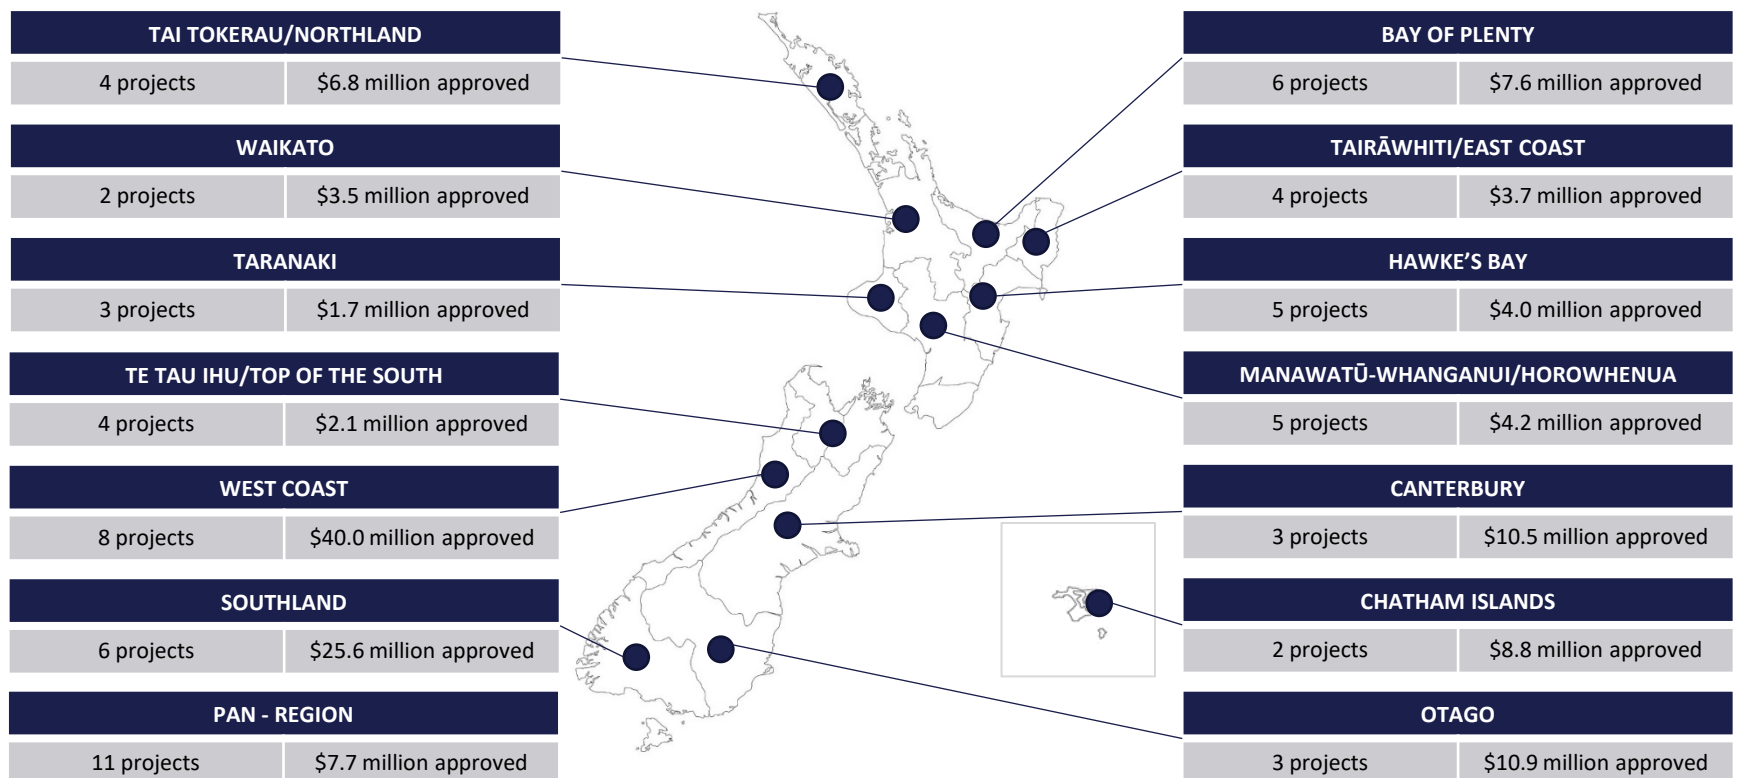 TAI TOKERAU/NORTHLAND
4 projects $6.8 million approved
WAIKATO
2 projects $3.5 million approved
TARANAKI
3 projects $1.7 million approved
TE TAU IHU/TOP OF THE SOUTH
4 projects $2.1 million approved
WEST COAST
8 projects $40.0 million approved
SOUTHLAND
6 projects $25.6 million approved
PAN - REGION
11 projects $7.7 million approved
BAY OF PLENTY
6 projects $7.6 million approved
TAIRĀWHITI/EAST COAST
4 projects $3.7 million approved
HAWKE’S BAY
5 projects $4.0 million approved
MANAWATŪ-WHANGANUI/HOROWHENUA
5 projects $4.2 million approved
CANTERBURY
3 projects $10.5 million approved
CHATHAM ISLANDS
2 projects $8.8 million approved
OTAGO
3 projects $10.9 million approved